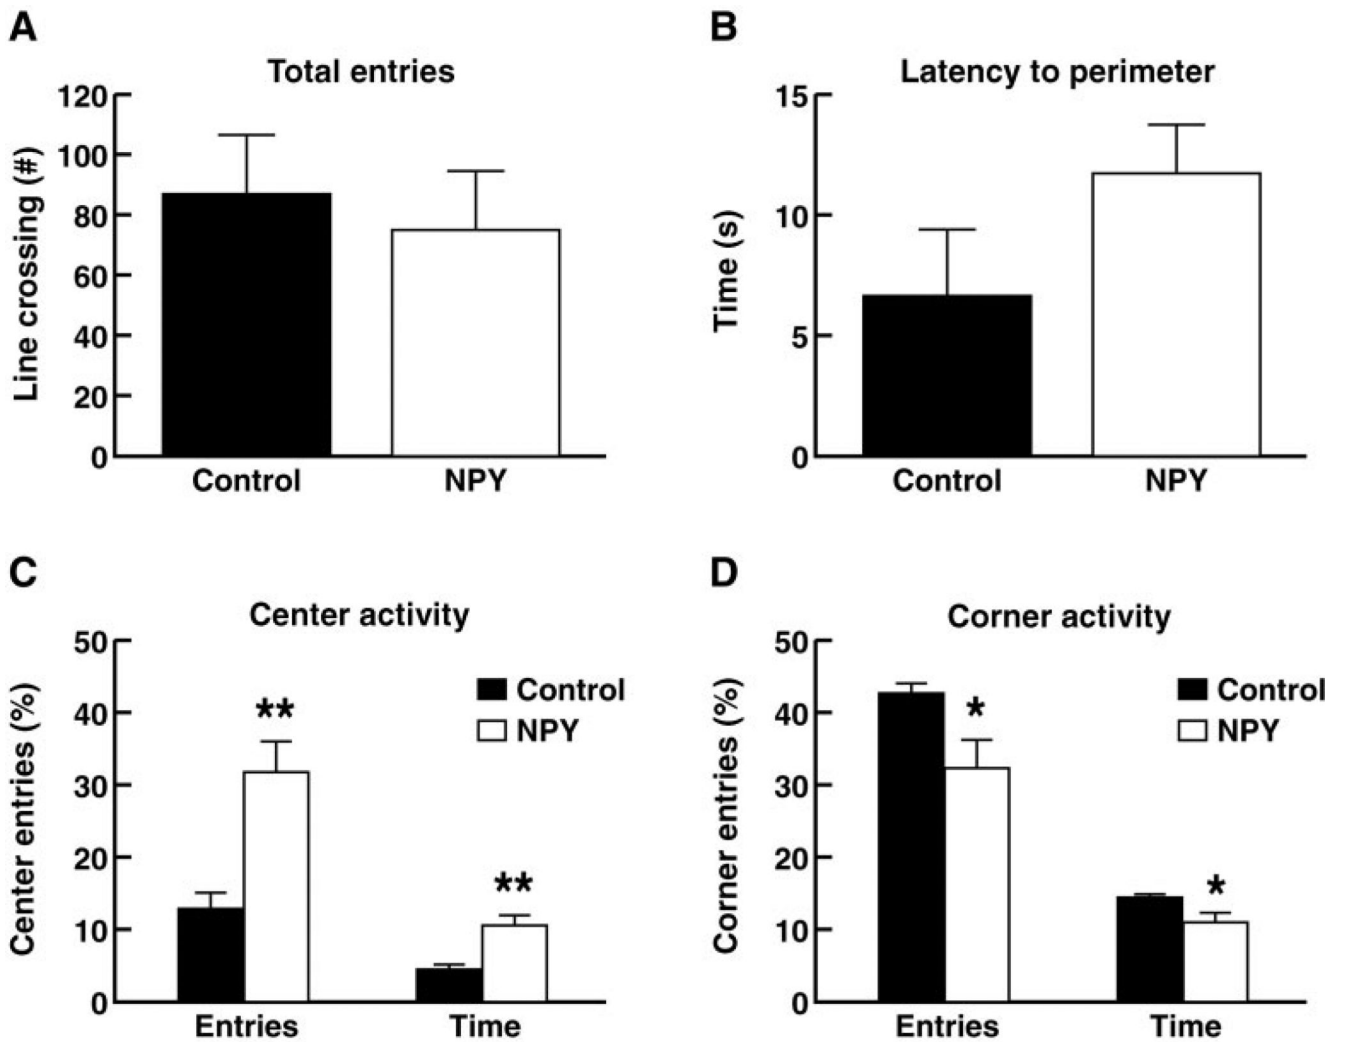 A
Total entries
Line crossing (#)
120
100
80
60
40
20
0
Control NPY
B
Latency to perimeter
Time (s)
15
10
5
0
Control NPY
C
Center activity
Center entries (%)
50
40
30
20
10
0
Control
NPY
**
**
Entries Time
D
Corner activity
Corner entries (%)
50
40
30
20
10
0
Control
NPY
*
*
Entries Time